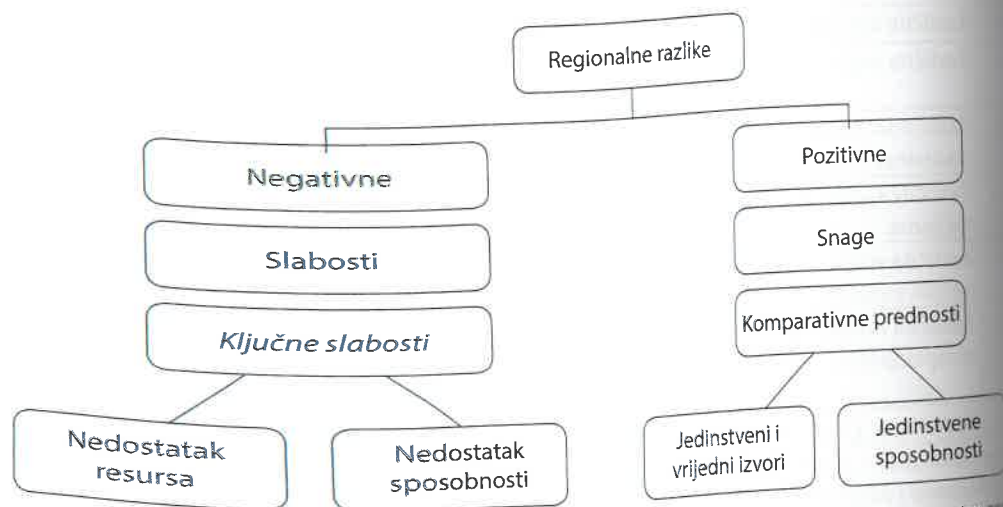 Regionalne razlike
Negativne
Pozitivne
Slabosti
Snage
Ključne slabosti
Komparativne prednosti
Nedostatak
resursa
Nedostatak
sposobnosti
Jedinstveni i
vrijedni izvori
Jedinstvene
sposobnosti